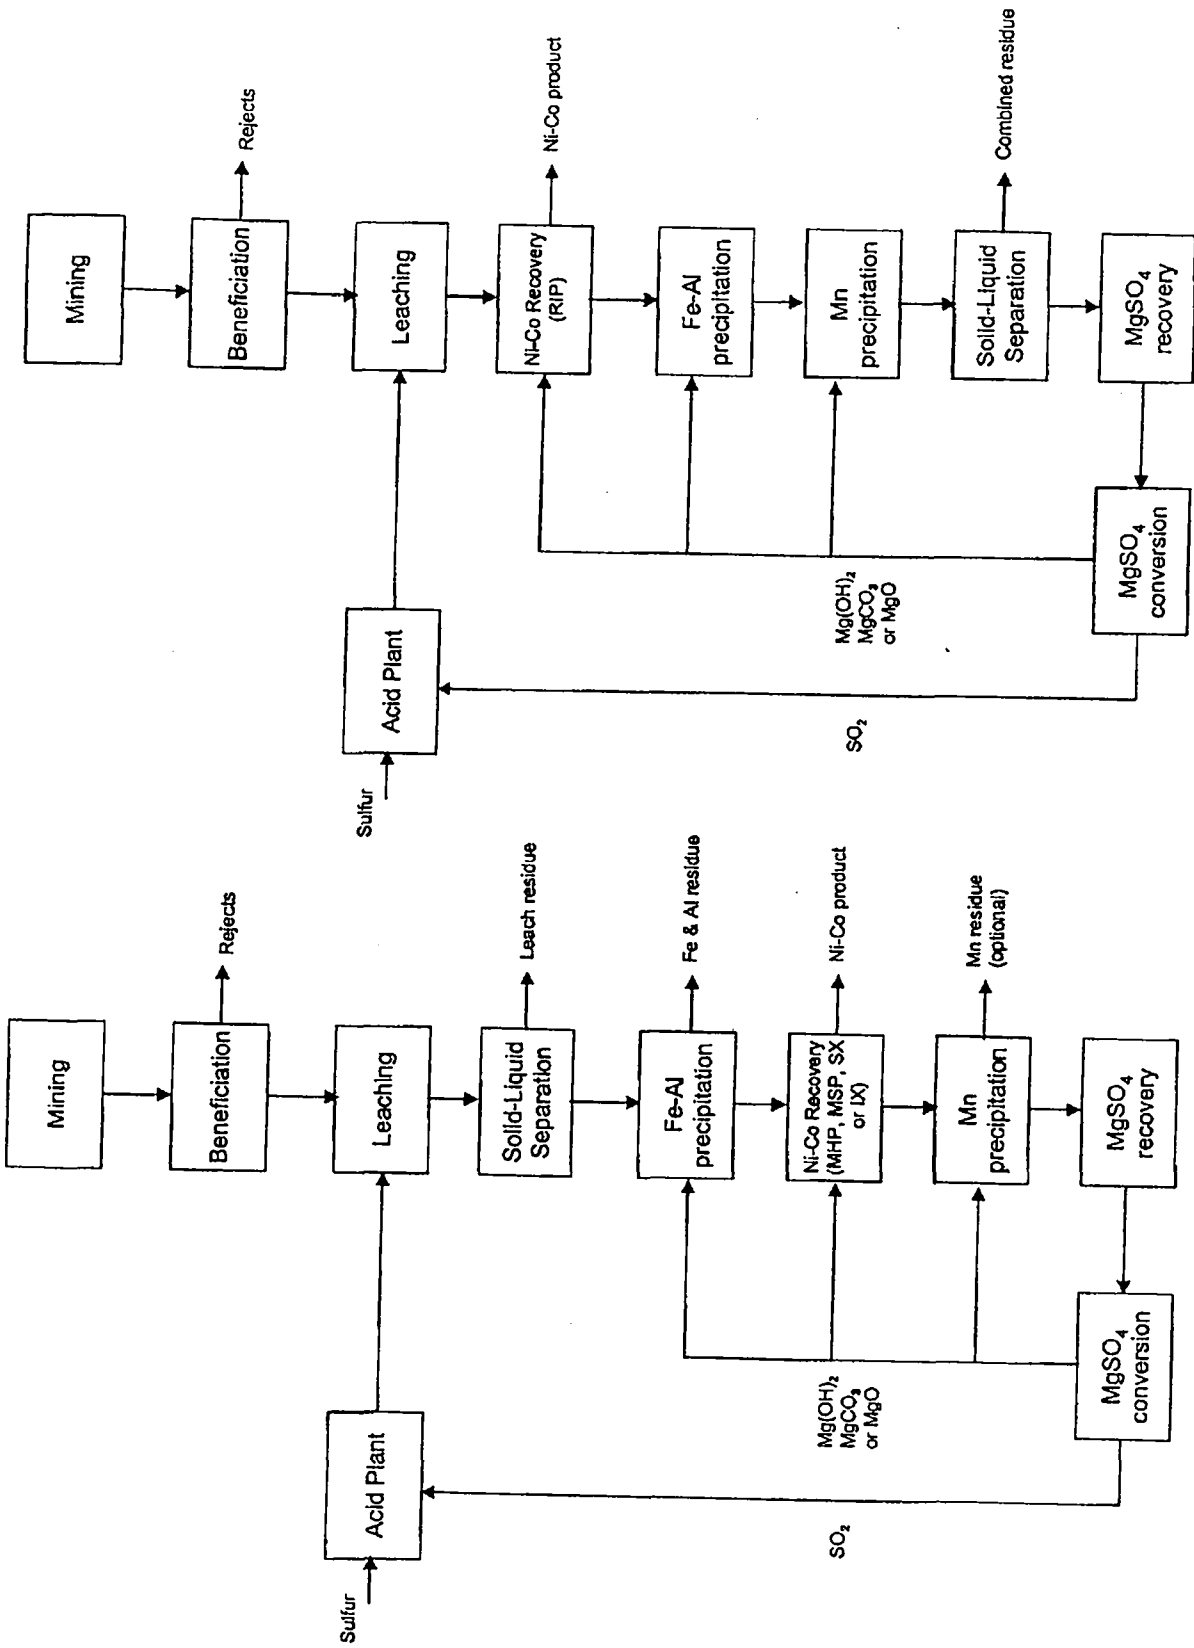 Mining
Beneficiation
Rejects
Sulfur
Acid Plant
Leaching
Solid-Liquid
Separation
Leach residue
Fe-Al
precipitation
Fe & Al residue
Mg(OH)₂
MgCO₃
or MgO
Ni-Co Recovery
(MHP, MSP, SX
or IX)
Ni-Co product
Mn
precipitation
Mn residue
(optional)
SO₂
MgSO₄
conversion
MgSO₄
recovery
Mining
Beneficiation
Rejects
Sulfur
Acid Plant
Leaching
Ni-Co Recovery
(RIP)
Ni-Co product
Fe-Al
precipitation
Mg(OH)₂
MgCO₃
or MgO
Mn
precipitation
Solid-Liquid
Separation
Combined residue
SO₂
MgSO₄
conversion
MgSO₄
recovery